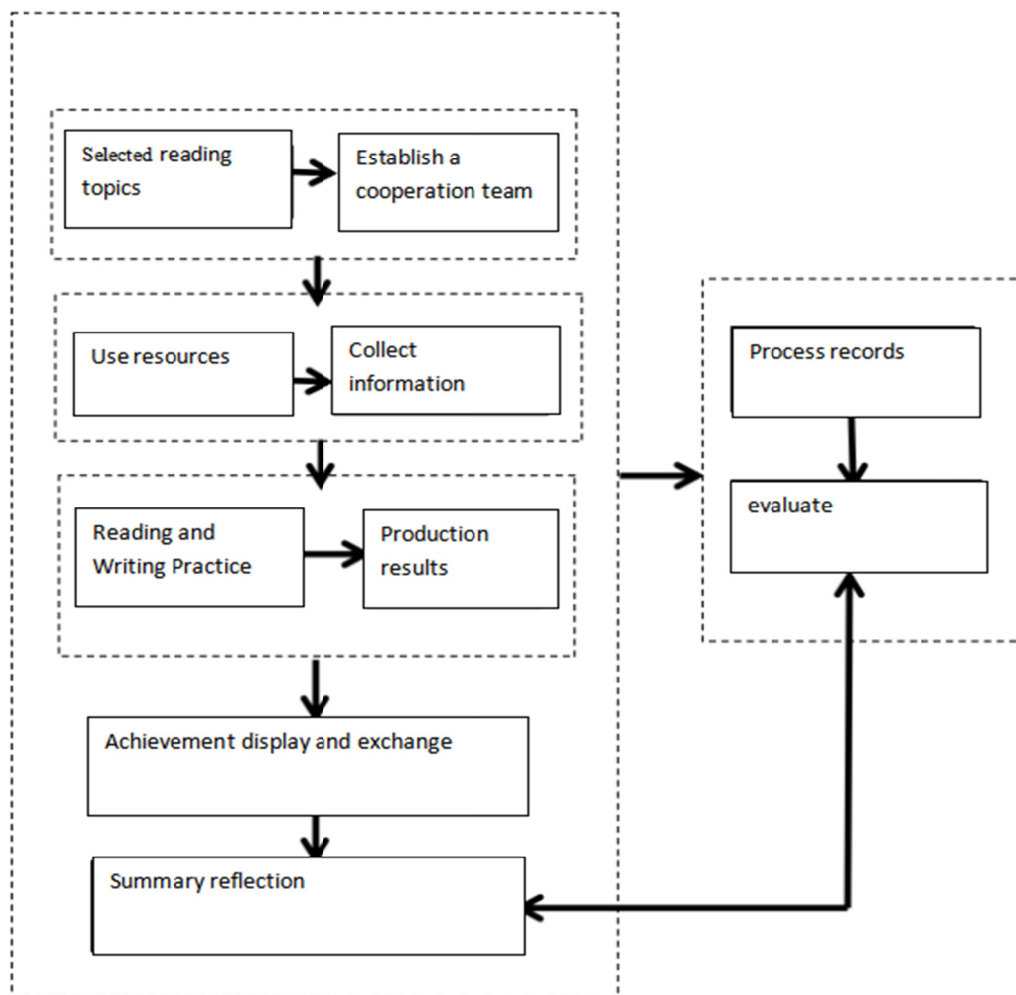 Selected reading
topics
Establish a
cooperation team
Use resources
Collect
information
Reading and
Writing Practice
Production
results
Achievement display and exchange
Summary reflection
Process records
evaluate